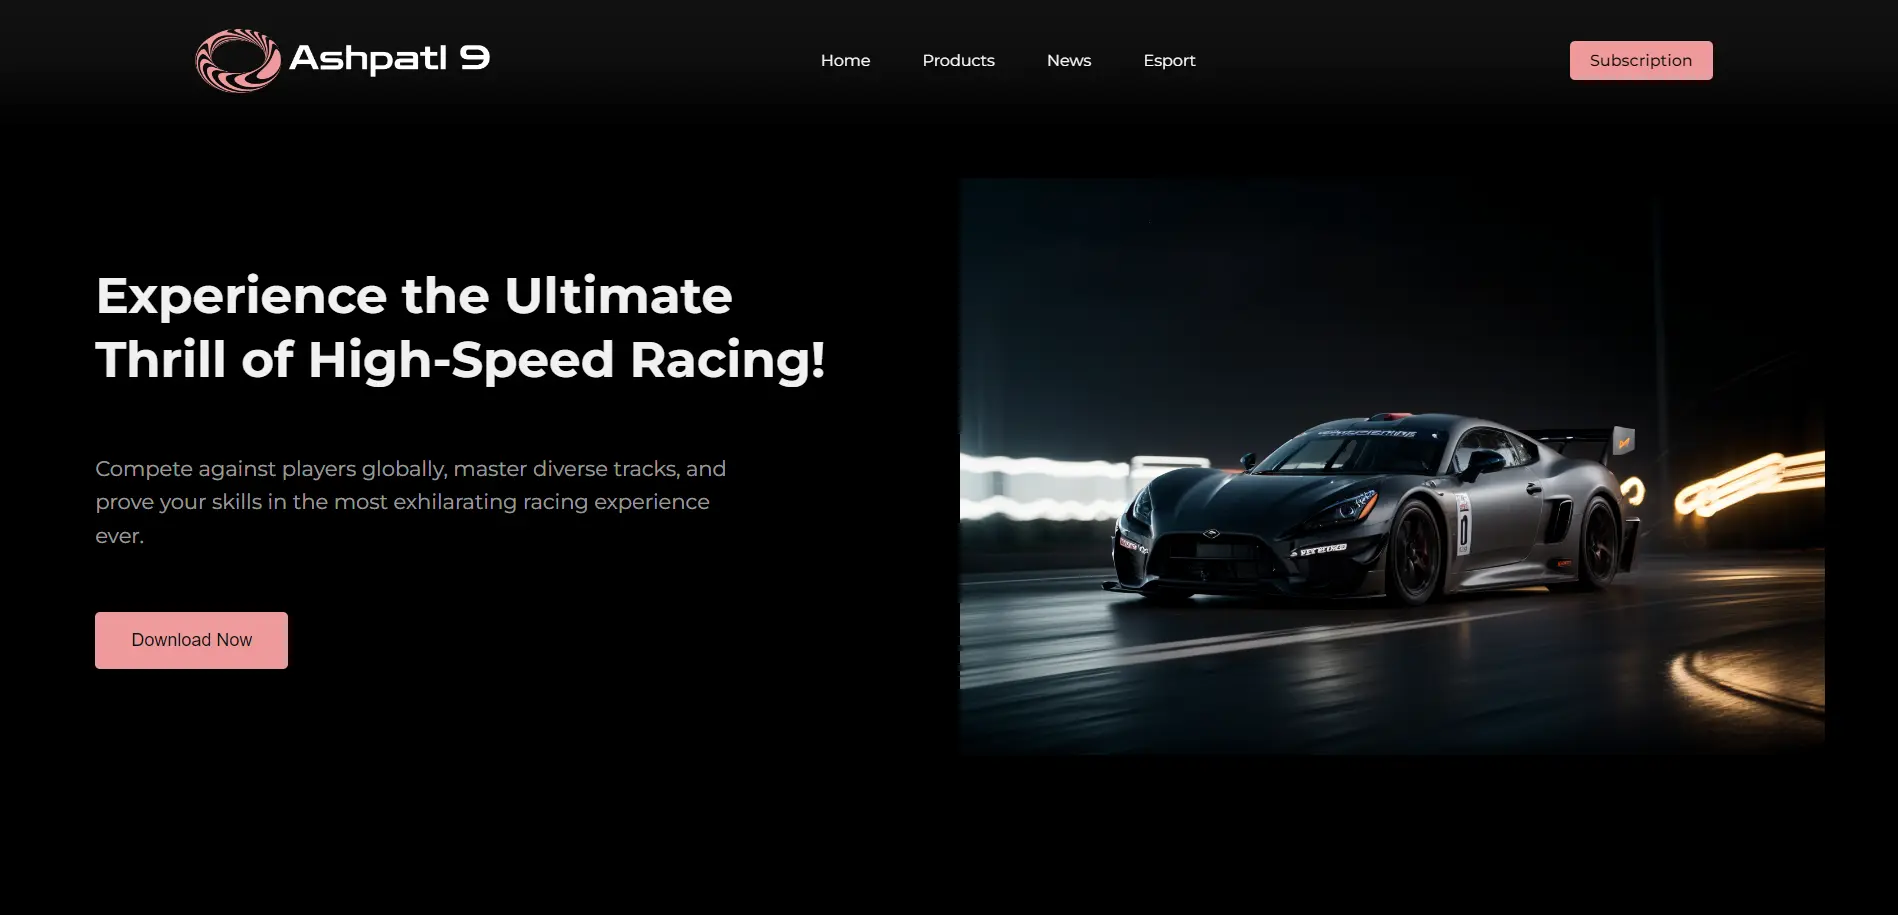 Ashpatl 9
Home
Products
News
Esport
Subscription
Experience the Ultimate
Thrill of High-Speed Racing!
Compete against players globally, master diverse tracks, and
prove your skills in the most exhilarating racing experience
ever.
Download Now